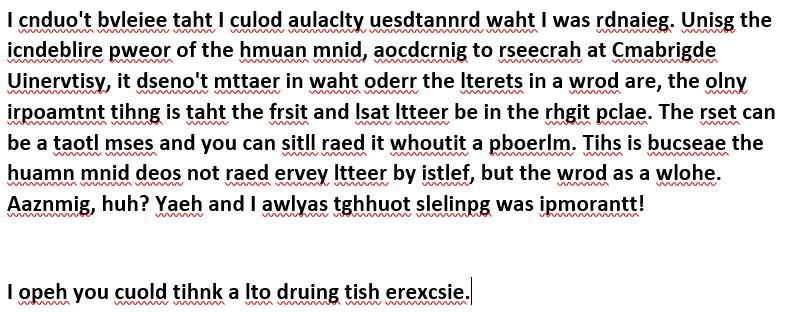 I cnduo't bvleiee taht I culod aulaclty uesdtannrd waht I was rdnaieg. Unisg the
icndeblire pweor of the hmuan mnid, aocdcrnig to rseecrah at Cmabrigde
Uinervtisy, it dseno't mttaer in waht oderr the lterets in a wrod are, the olny
irpoamtnt tihng is taht the frsit and lsat ltteer be in the rhgit pclae. The rset can
be a taotl mses and you can sitll raed it whoutit a pboerlm. Tihs is bucseae the
huamn mnid deos not raed ervey ltteer by istlef, but the wrod as a wlohe.
Aaznmig, huh? Yaeh and I awlyas tghhuot slelinpg was ipmorantt!
I opeh you cuold tihnk a lto druing tish erexcsie.